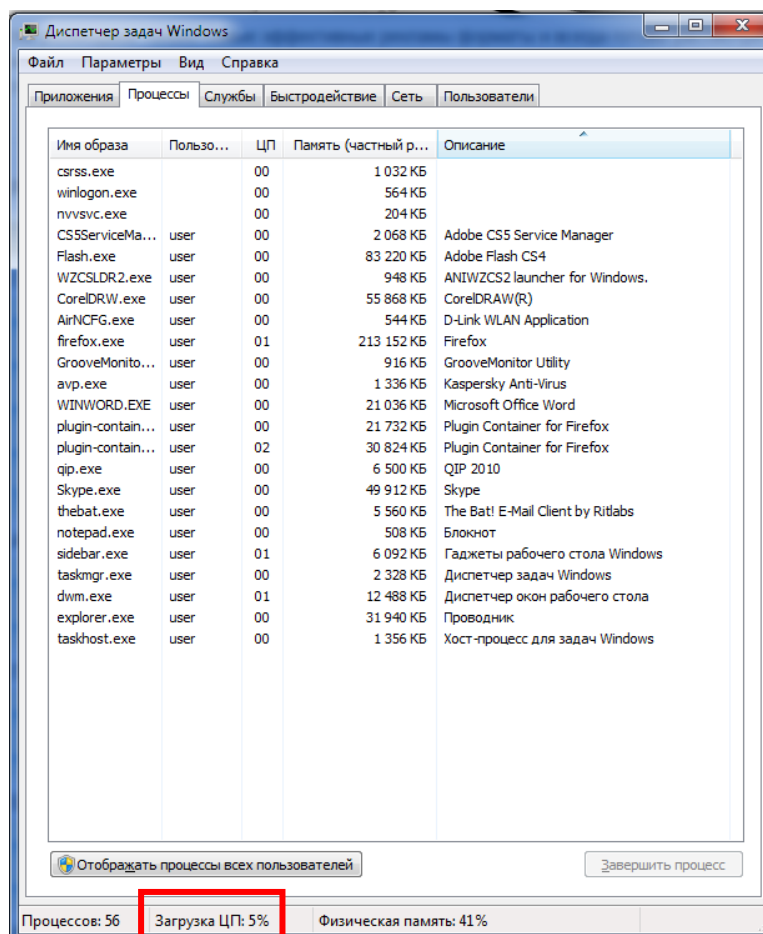 Диспетчер задач Windows
Файл Параметры Вид Справка
Приложения Процессы Службы Быстродействие Сеть Пользователи
Имя образа Пользо... ЦП Память (частный р... Описание
csrss.exe 00 1 032 КБ
winlogon.exe 00 564 КБ
nvvsvc.exe 00 204 КБ
CS5ServiceMa... user 00 2 068 КБ Adobe CS5 Service Manager
Flash.exe user 00 83 220 КБ Adobe Flash CS4
WZCSLDR2.exe user 00 948 КБ ANIWZCS2 launcher for Windows.
CorelDRW.exe user 00 55 868 КБ CorelDRAW(R)
AirNCFG.exe user 00 544 КБ D-Link WLAN Application
firefox.exe user 01 213 152 КБ Firefox
GrooveMonito... user 00 916 КБ GrooveMonitor Utility
avp.exe user 00 1 336 КБ Kaspersky Anti-Virus
WINWORD.EXE user 00 21 036 КБ Microsoft Office Word
plugin-contain... user 00 21 732 КБ Plugin Container for Firefox
plugin-contain... user 02 30 824 КБ Plugin Container for Firefox
qip.exe user 00 6 500 КБ QIP 2010
Skype.exe user 00 49 912 КБ Skype
thebat.exe user 00 5 560 КБ The Bat! E-Mail Client by Ritlabs
notepad.exe user 00 508 КБ Блокнот
sidebar.exe user 01 6 092 КБ Гаджеты рабочего стола Windows
taskmgr.exe user 00 2 328 КБ Диспетчер задач Windows
dwm.exe user 01 12 488 КБ Диспетчер окон рабочего стола
explorer.exe user 00 31 940 КБ Проводник
taskhost.exe user 00 1 356 КБ Хост-процесс для задач Windows
Отображать процессы всех пользователей Завершить процесс
Процессов: 56 Загрузка ЦП: 5% Физическая память: 41%